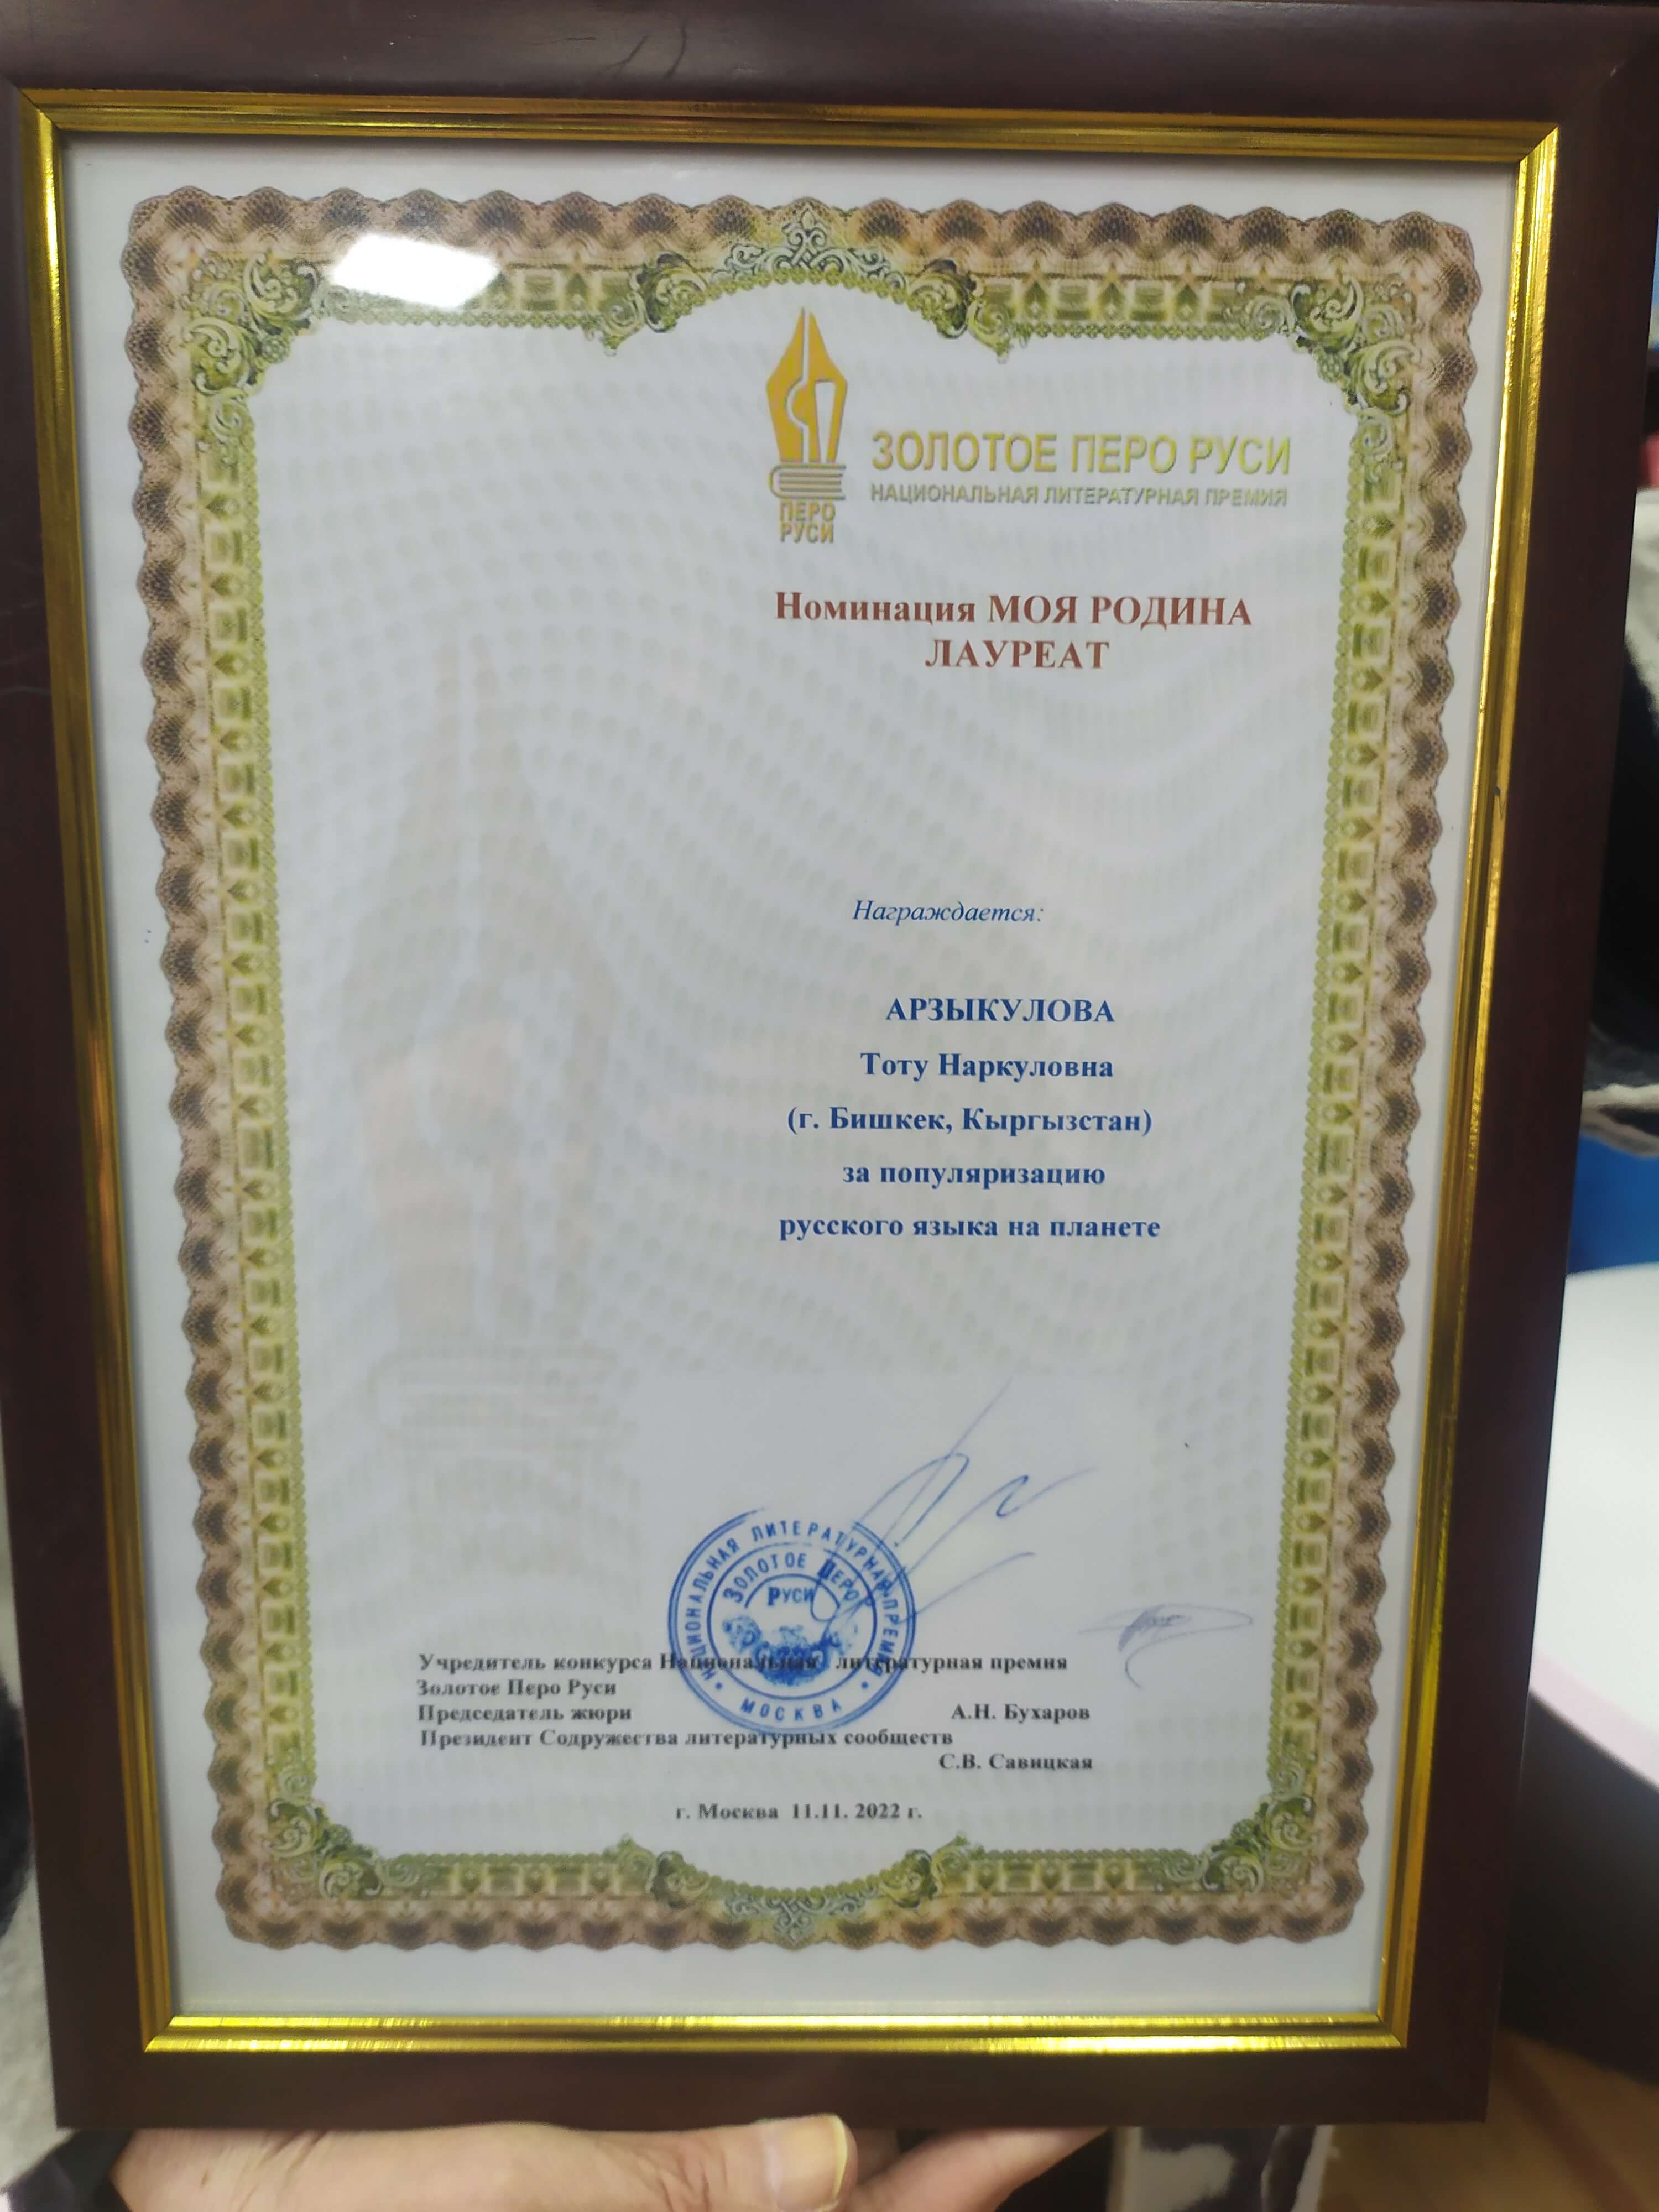 ПЕРО
РУСИ
ЗОЛОТОЕ ПЕРО РУСИ
НАЦИОНАЛЬНАЯ ЛИТЕРАТУРНАЯ ПРЕМИЯ
Номинация МОЯ РОДИНА
ЛАУРЕАТ
Награждается:
АРЗЫКУЛОВА
Тоту Наркуловна
(г. Бишкек, Кыргызстан)
за популяризацию
русского языка на планете
НАЦИОНАЛЬНАЯ ЛИТЕРАТУРНАЯ ПРЕМИЯ
ЗОЛОТОЕ ПЕРО
РУСИ
МОСКВА
Учредитель конкурса Национальная литературная премия
Золотое Перо Руси
Председатель жюри А.Н. Бухаров
Президент Содружества литературных сообществ
С.В. Савицкая
г. Москва 11.11. 2022 г.